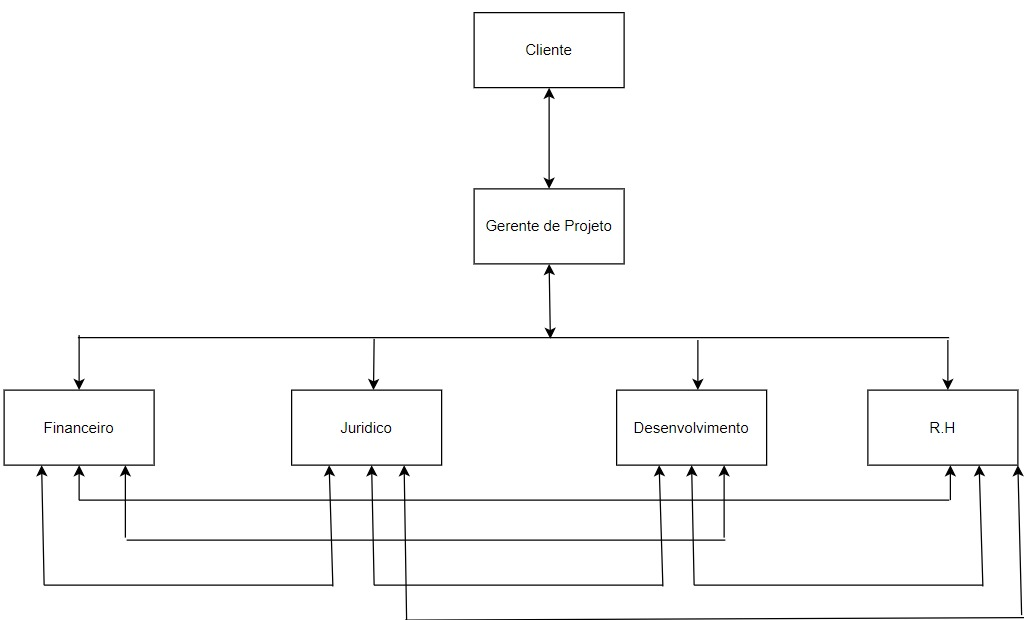 Cliente
Gerente de Projeto
Financeiro
Juridico
Desenvolvimento
R.H